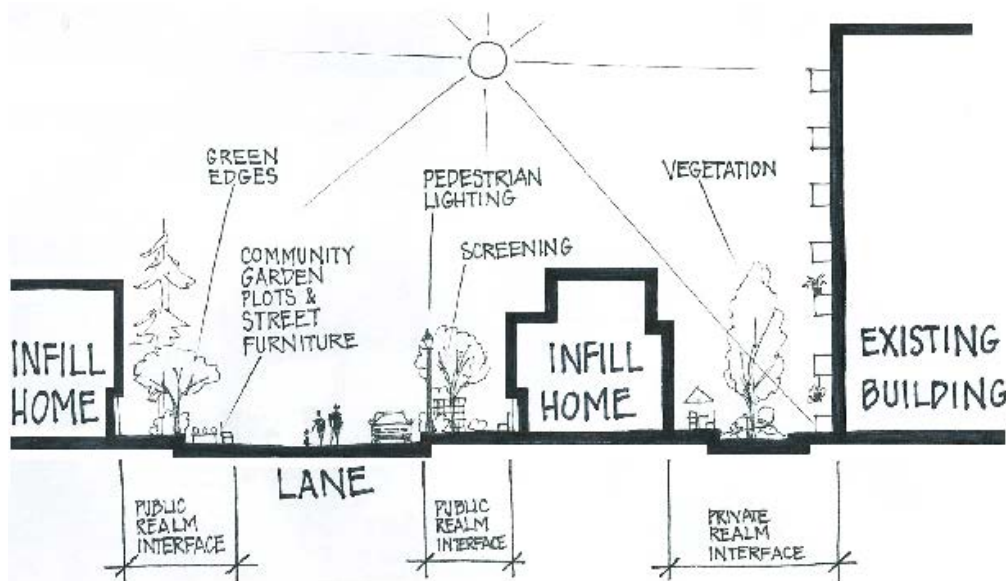 GREEN
EDGES
PEDESTRIAN
LIGHTING
VEGETATION
COMMUNITY
GARDEN
PLOTS &
STREET
FURNITURE
SCREENING
INFILL
HOME
INFILL
HOME
EXISTING
BUILDING
LANE
PUBLIC
REALM
INTERFACE
PUBLIC
REALM
INTERFACE
PRIVATE
REALM
INTERFACE